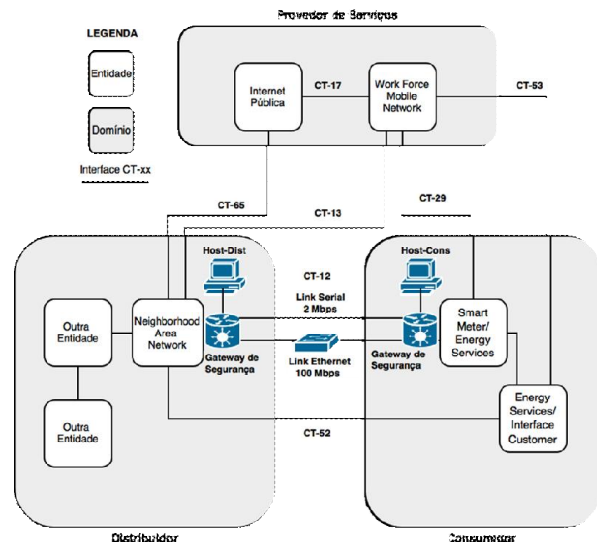 Provedor de Serviços
LEGENDA
Entidade
Domínio
Interface CT-xx
Internet
Pública
CT-17
Work Force
Mobile
Network
CT-53
CT-65
CT-13
CT-29
Host-Dist
CT-12
Host-Cons
Link Serial
2 Mbps
Outra
Entidade
Neighborhood
Area
Network
Gateway de
Segurança
Link Ethernet
100 Mbps
Gateway de
Segurança
Smart
Meter/
Energy
Services
Outra
Entidade
CT-52
Energy
Services/
Interface
Customer
Distribuidor
Consumidor